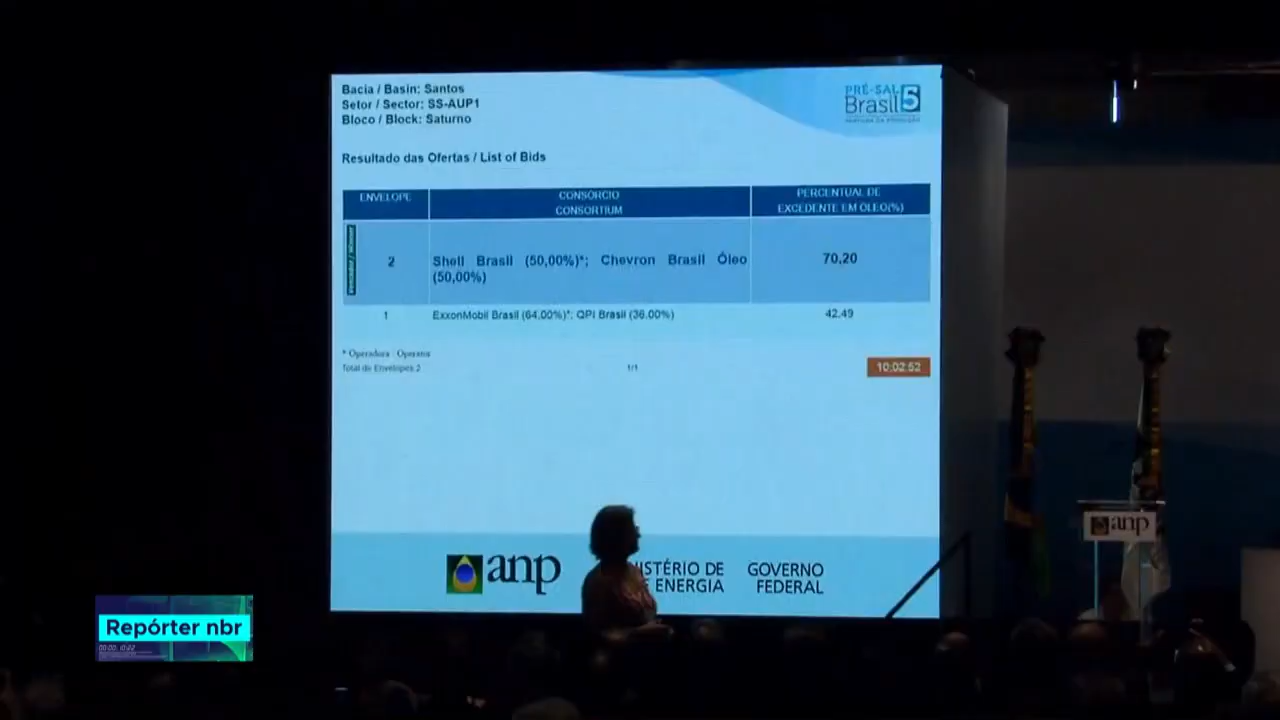 Bacia / Basin: Santos
Setor / Sector: SS-AUP1
Bloco / Block: Saturno
PRÉ-SAL
Brasil 5
Resultado das Ofertas / List of Bids
ENVELOPE
CONSÓRCIO
CONSORTIUM
PERCENTUAL DE
EXCEDENTE EM ÓLEO(%)
2
Shell Brasil (50,00%)*; Chevron Brasil Óleo
(50,00%)
70,20
1
ExxonMobil Brasil (64,00%)*; QPI Brasil (36,00%)
42,49
* Operadora Operator
Total de Envelopes 2
1/1
10:02:52
anp
ISTÉRIO DE
ENERGIA
GOVERNO
FEDERAL
anp
Repórter nbr